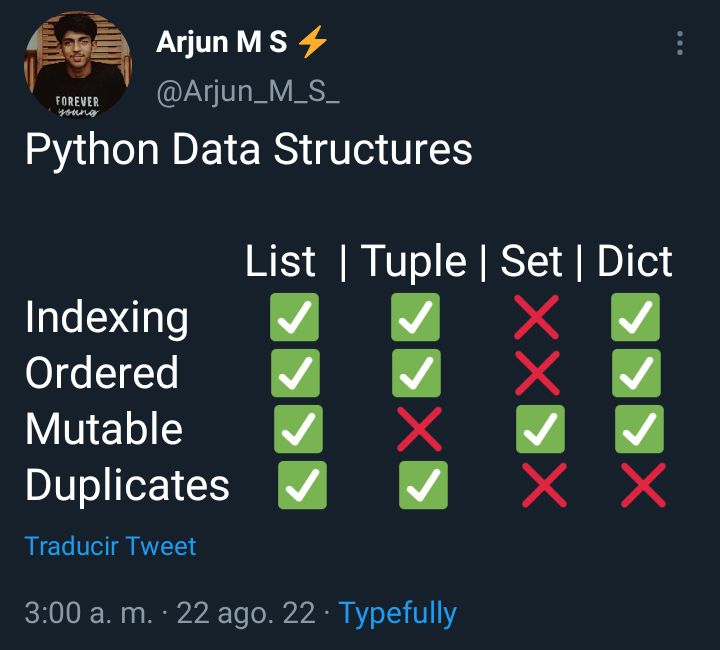 Arjun M S ⚡
@Arjun_M_S_
FOREVER
young
Python Data Structures
List | Tuple | Set | Dict
Indexing ✅ ✅ ❌ ✅
Ordered ✅ ✅ ❌ ✅
Mutable ✅ ❌ ✅ ✅
Duplicates ✅ ✅ ❌ ❌
Traducir Tweet
3:00 a. m. · 22 ago. 22 · Typefully